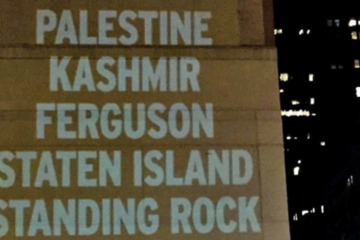 PALESTINE
KASHMIR
FERGUSON
STATEN ISLAND
STANDING ROCK